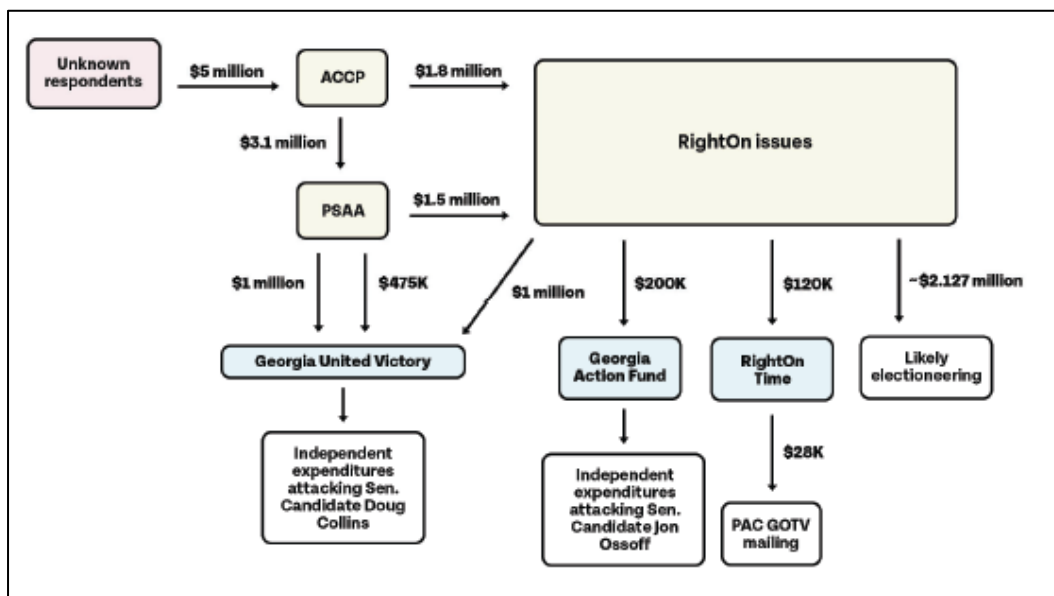 Unknown
respondents
$5 million
ACCP
$1.8 million
RightOn issues
$3.1 million
PSAA
$1.5 million
$1 million
$475K
$1 million
$200K
$120K
~$2.127 million
Georgia United Victory
Georgia
Action Fund
RightOn
Time
Likely
electioneering
Independent
expenditures
attacking Sen.
Candidate Doug
Collins
Independent
expenditures
attacking Sen.
Candidate Jon
Ossoff
$28K
PAC GOTV
mailing